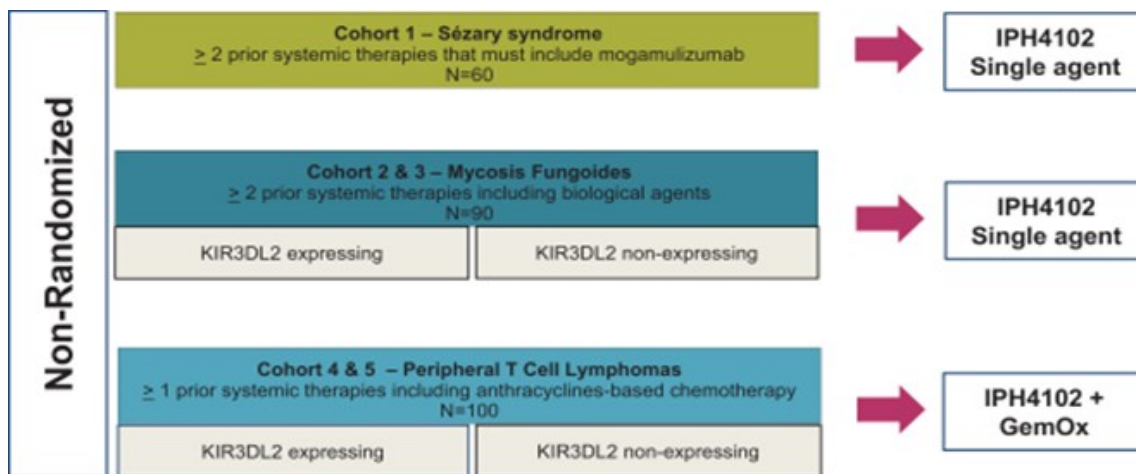 Non-Randomized
Cohort 1 – Sézary syndrome
≥ 2 prior systemic therapies that must include mogamulizumab
N=60
IPH4102
Single agent
Cohort 2 & 3 – Mycosis Fungoides
≥ 2 prior systemic therapies including biological agents
N=90
KIR3DL2 expressing
KIR3DL2 non-expressing
IPH4102
Single agent
Cohort 4 & 5 – Peripheral T Cell Lymphomas
≥ 1 prior systemic therapies including anthracyclines-based chemotherapy
N=100
KIR3DL2 expressing
KIR3DL2 non-expressing
IPH4102 +
GemOx